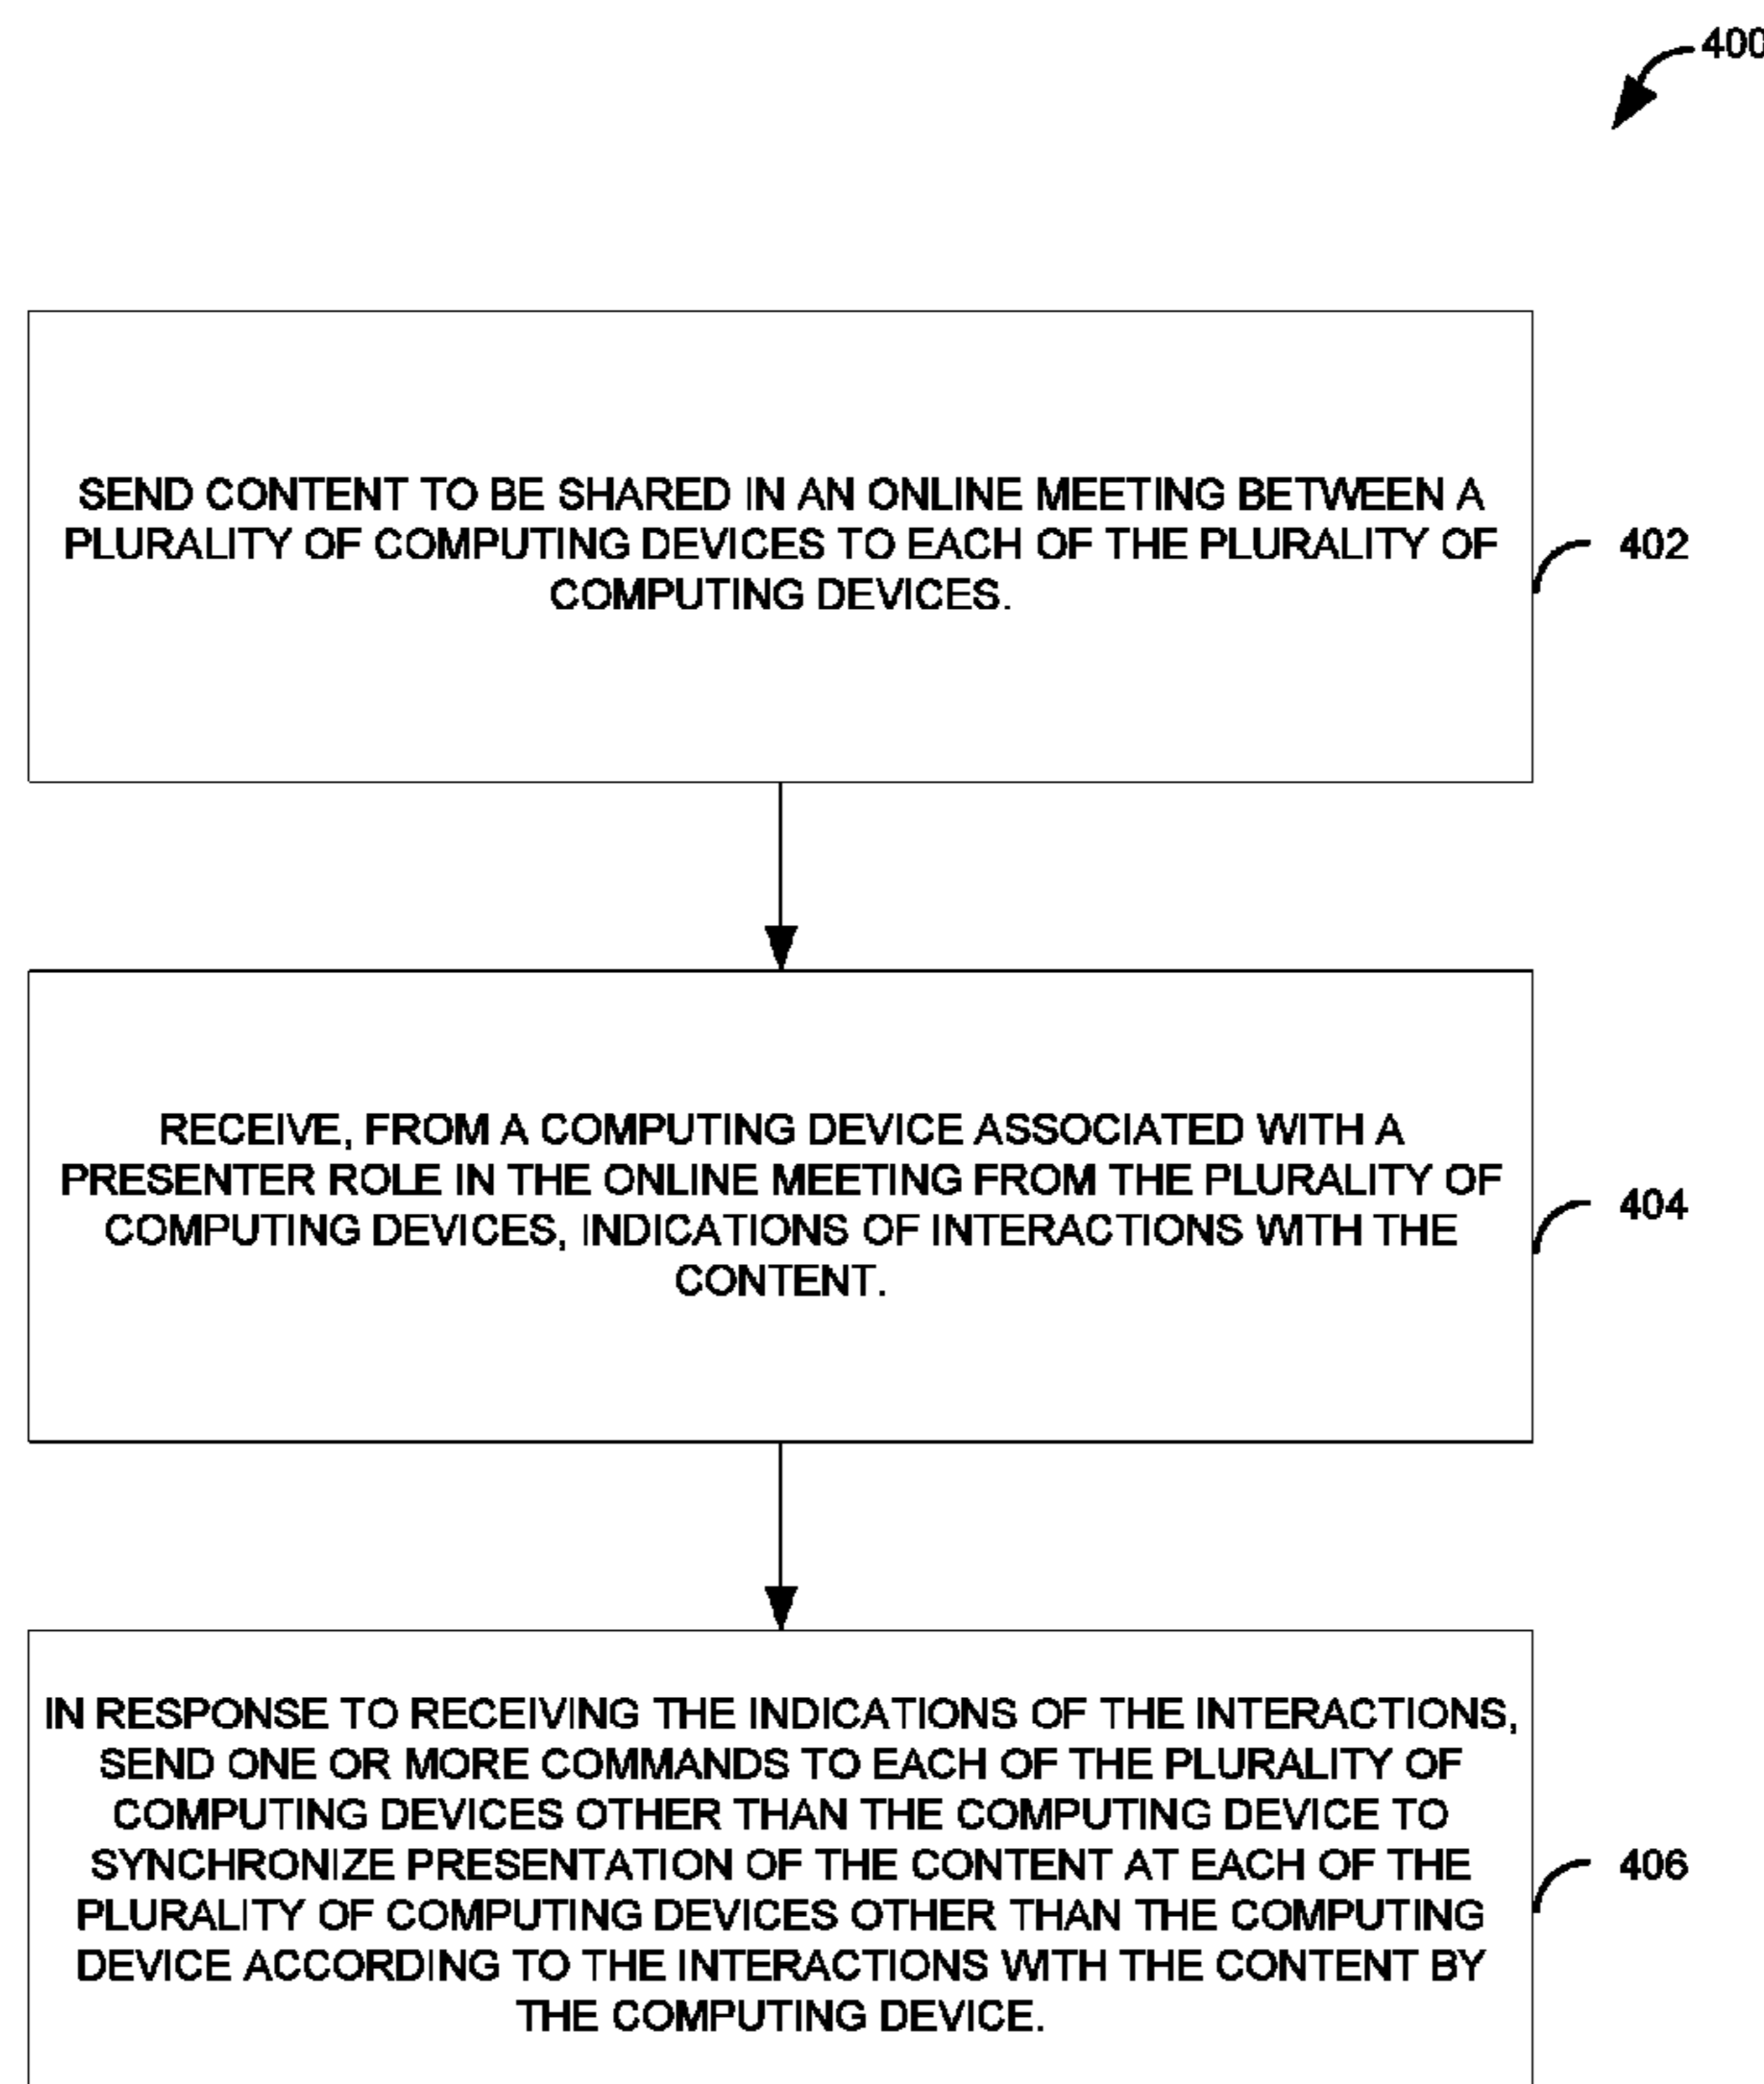 400
SEND CONTENT TO BE SHARED IN AN ONLINE MEETING BETWEEN A
PLURALITY OF COMPUTING DEVICES TO EACH OF THE PLURALITY OF
COMPUTING DEVICES.
402
RECEIVE, FROM A COMPUTING DEVICE ASSOCIATED WITH A
PRESENTER ROLE IN THE ONLINE MEETING FROM THE PLURALITY OF
COMPUTING DEVICES, INDICATIONS OF INTERACTIONS WITH THE
CONTENT.
404
IN RESPONSE TO RECEIVING THE INDICATIONS OF THE INTERACTIONS,
SEND ONE OR MORE COMMANDS TO EACH OF THE PLURALITY OF
COMPUTING DEVICES OTHER THAN THE COMPUTING DEVICE TO
SYNCHRONIZE PRESENTATION OF THE CONTENT AT EACH OF THE
PLURALITY OF COMPUTING DEVICES OTHER THAN THE COMPUTING
DEVICE ACCORDING TO THE INTERACTIONS WITH THE CONTENT BY
THE COMPUTING DEVICE.
406